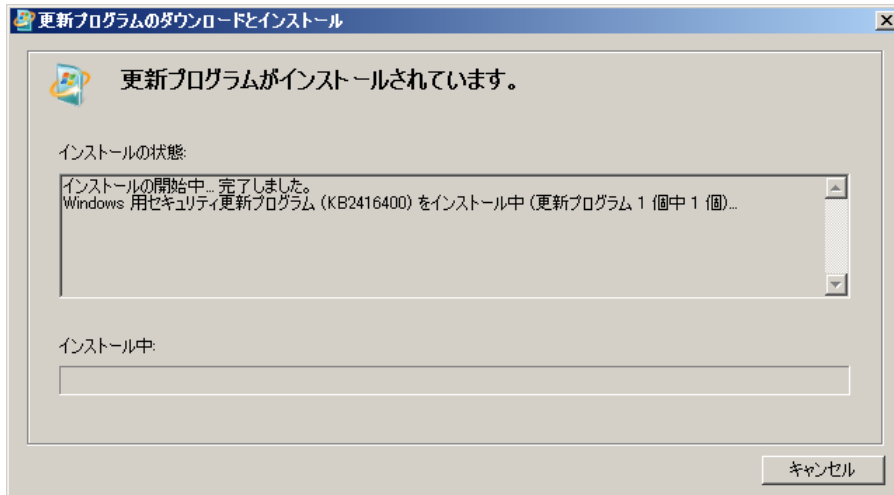 更新プログラムのダウンロードとインストール
更新プログラムがインストールされています。
インストールの状態:
インストールの開始中... 完了しました。
Windows 用セキュリティ更新プログラム (KB2416400) をインストール中 (更新プログラム 1 個中 1 個)...
インストール中:
キャンセル